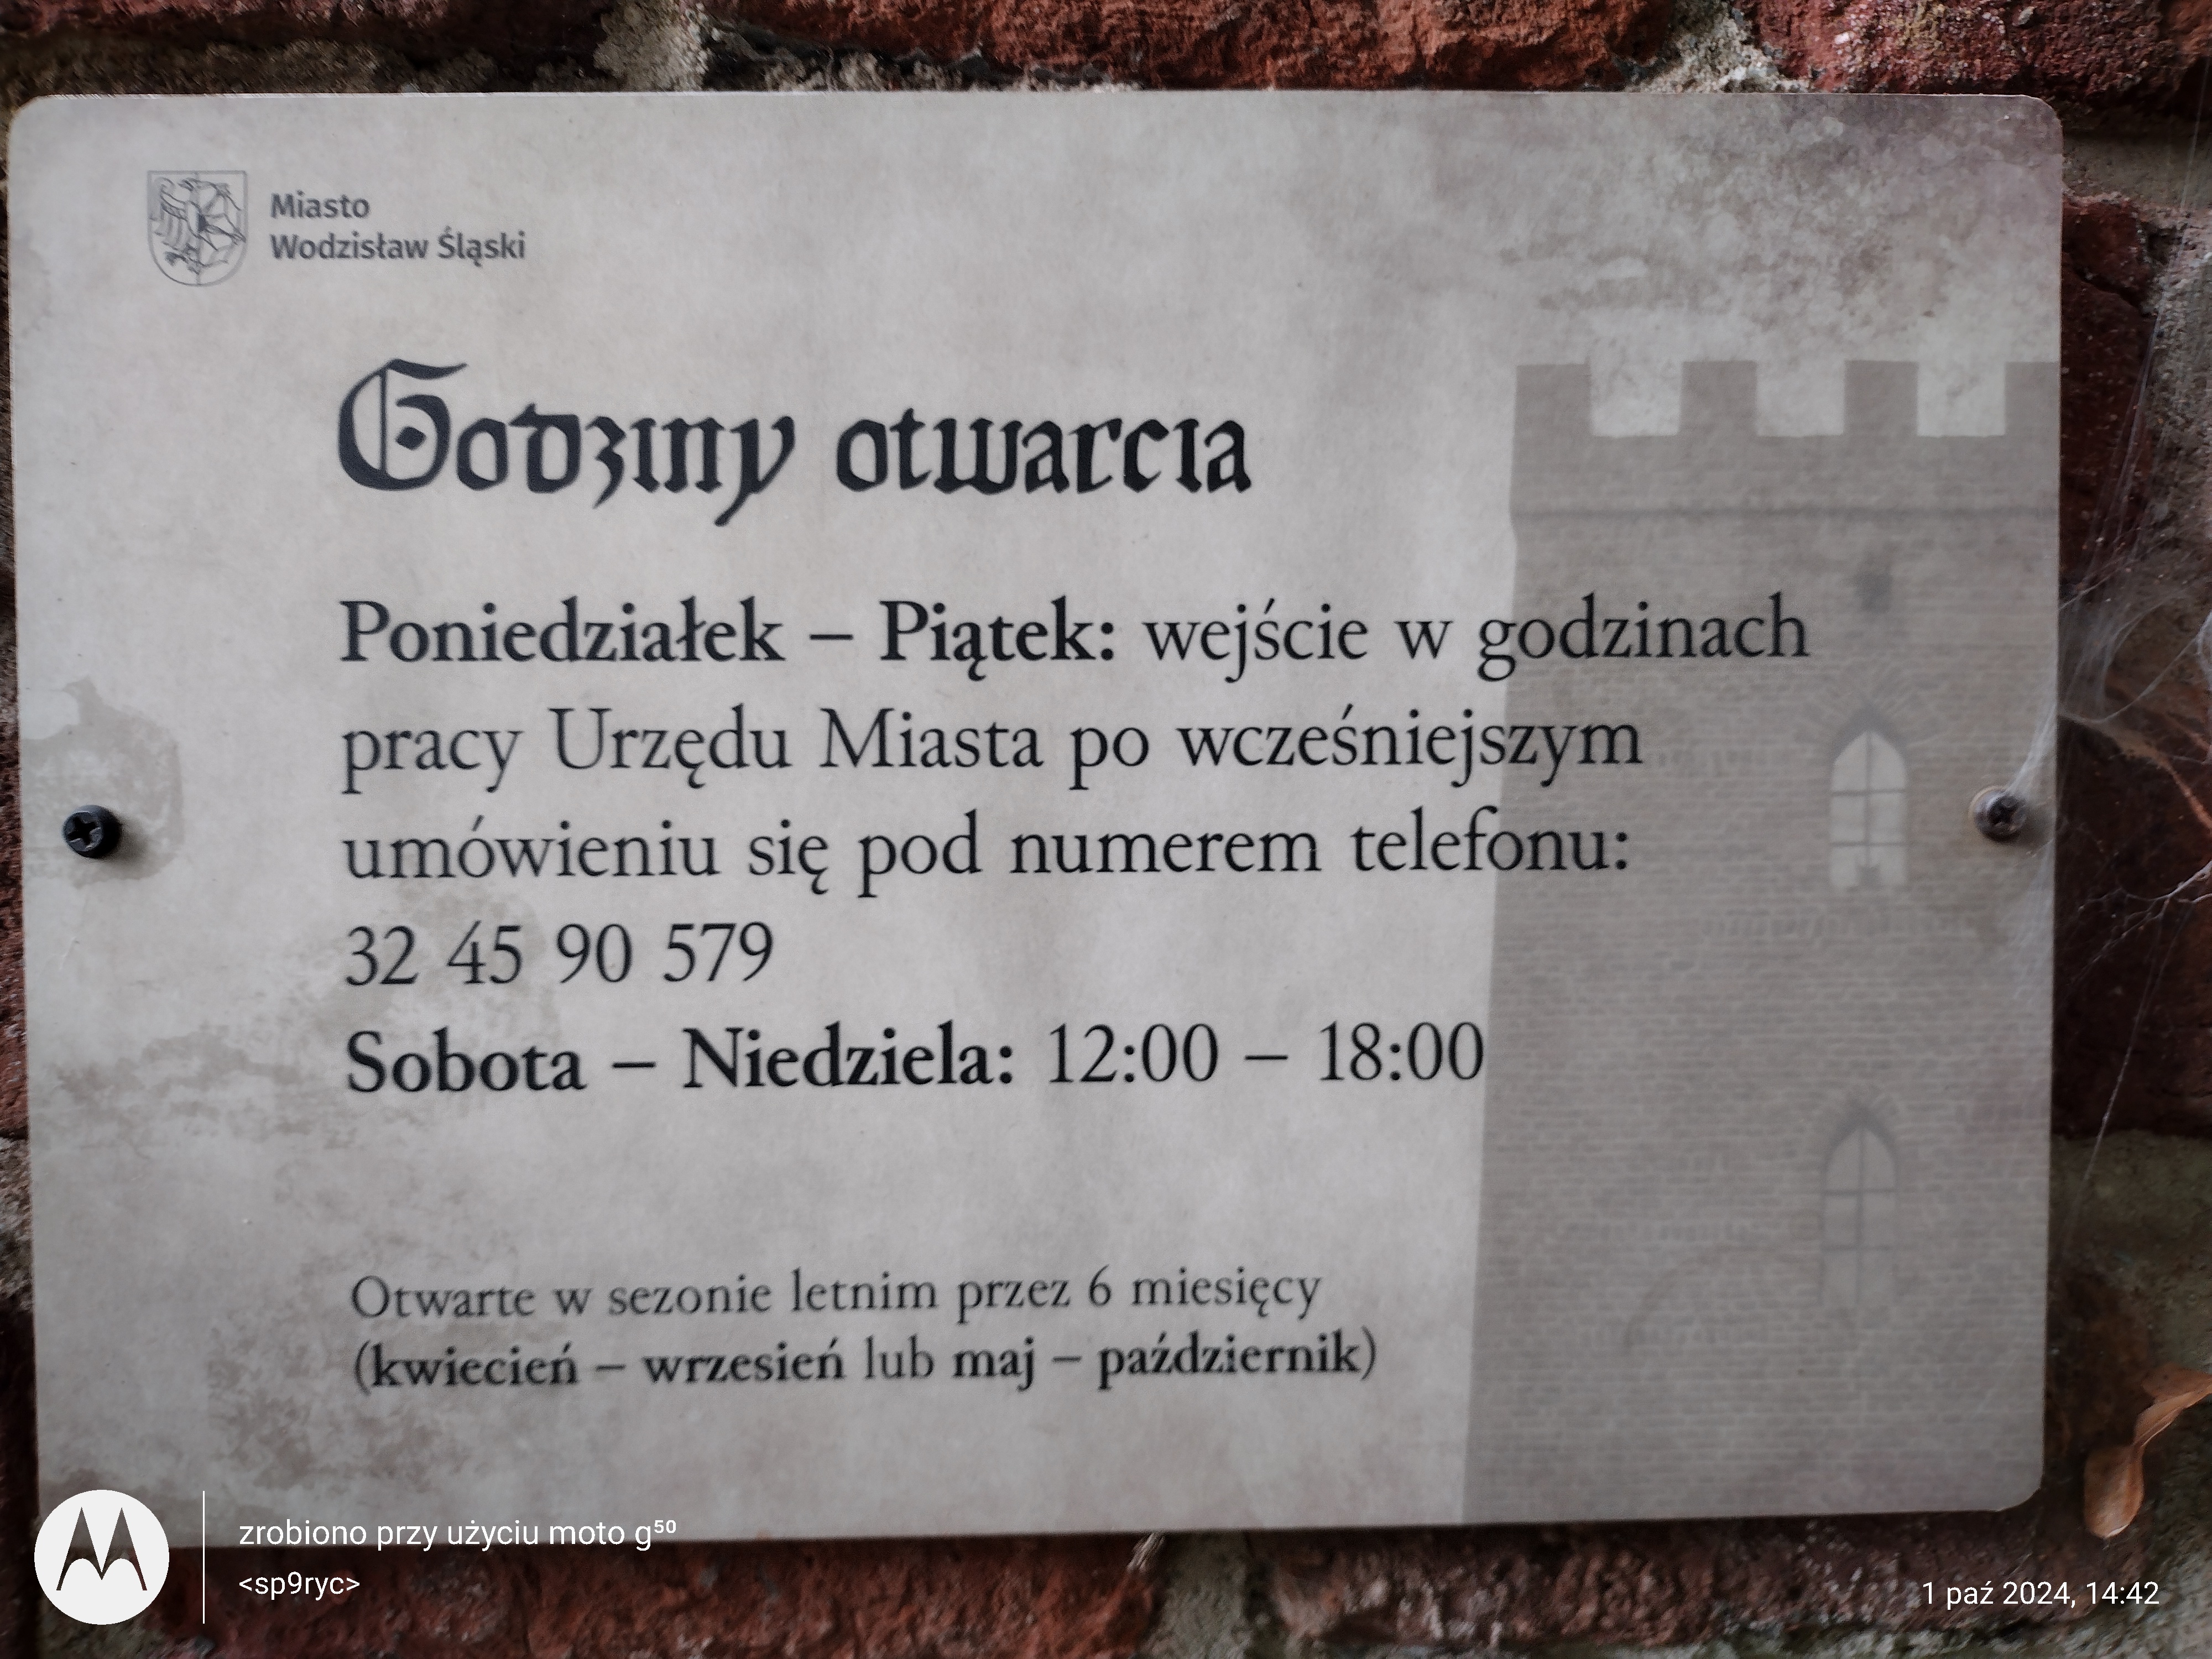 Miasto
Wodzisław Śląski
Godziny otwarcia
Poniedziałek – Piątek: wejście w godzinach
pracy Urzędu Miasta po wcześniejszym
umówieniu się pod numerem telefonu:
32 45 90 579
Sobota – Niedziela: 12:00 – 18:00
Otwarte w sezonie letnim przez 6 miesięcy
(kwiecień – wrzesień lub maj – październik)
zrobiono przy użyciu moto g⁵⁰
<sp9ryc>
1 paź 2024, 14:42